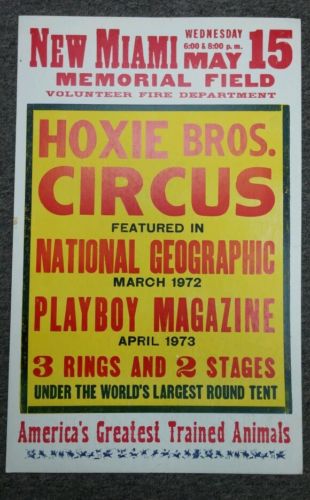 NEW MIAMI WEDNESDAY 6:00 & 8:00 p.m. MAY 15
MEMORIAL FIELD
VOLUNTEER FIRE DEPARTMENT
HOXIE BROS.
CIRCUS
FEATURED IN
NATIONAL GEOGRAPHIC
MARCH 1972
PLAYBOY MAGAZINE
APRIL 1973
3 RINGS AND 2 STAGES
UNDER THE WORLD'S LARGEST ROUND TENT
America's Greatest Trained Animals